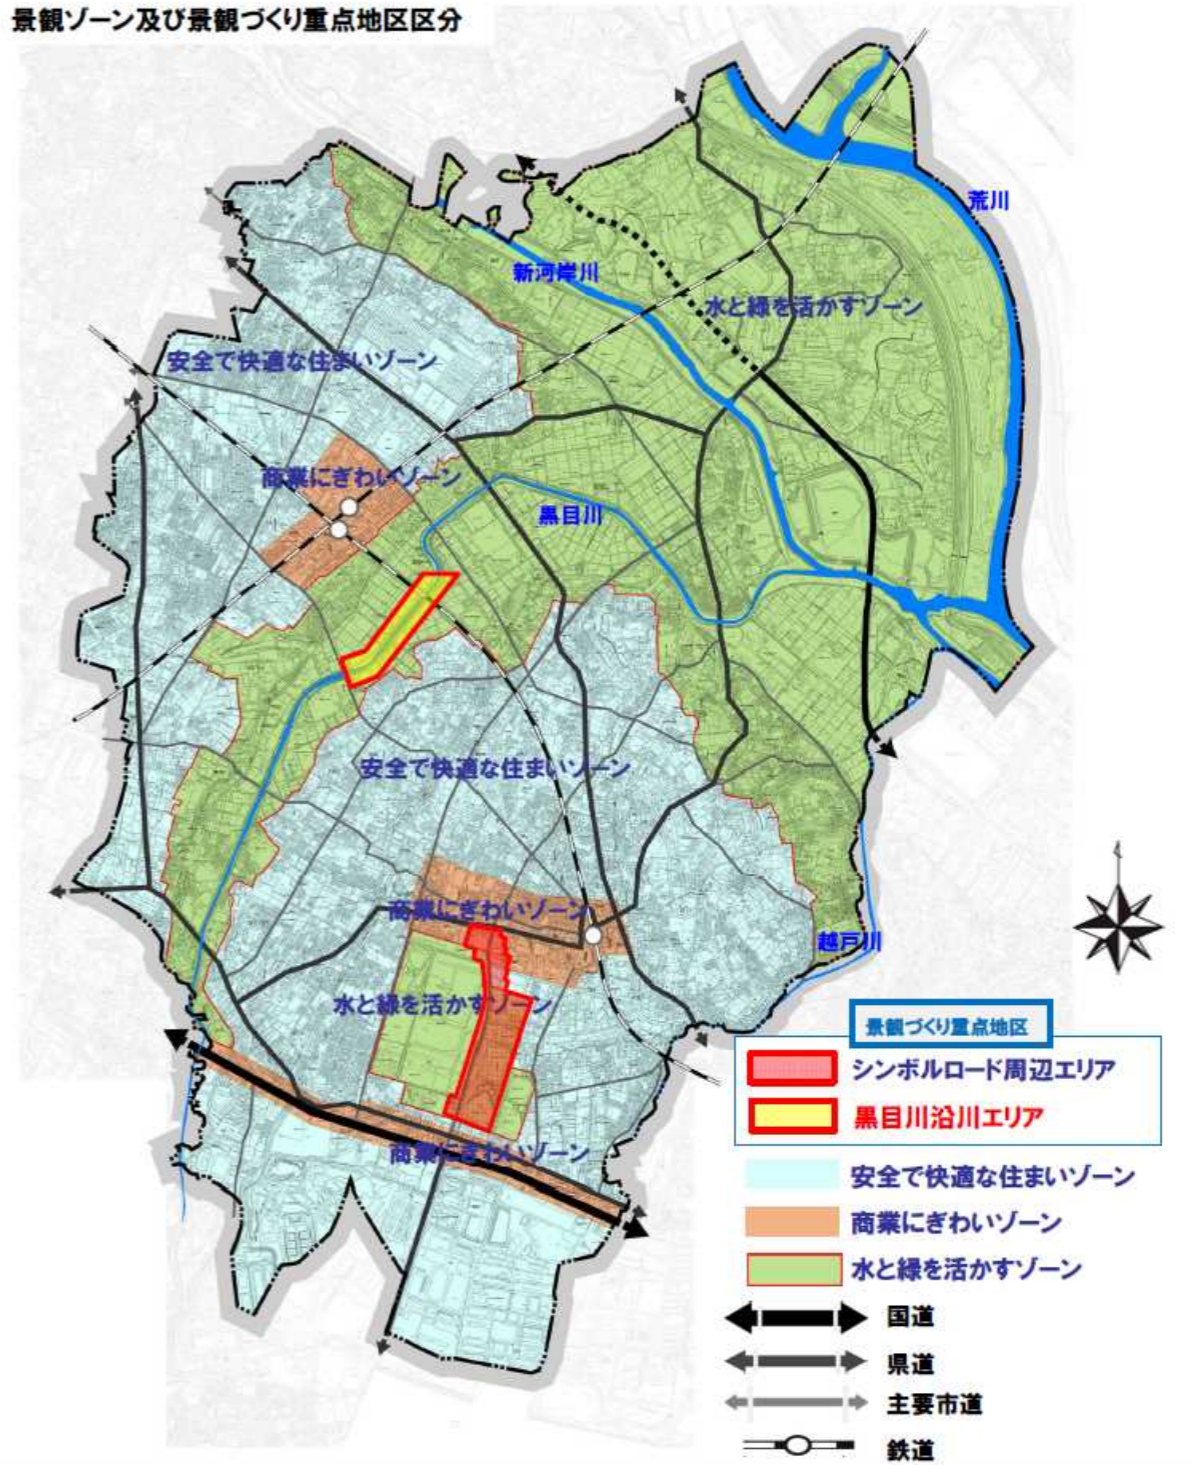 景観ゾーン及び景観づくり重点地区区分
荒川
新河岸川
水と緑を活かすゾーン
安全で快適な住まいゾーン
商業にぎわいゾーン
黒目川
安全で快適な住まいゾーン
商業にぎわいゾーン
越戸川
水と緑を活かすゾーン
商業にぎわいゾーン
景観づくり重点地区
シンボルロード周辺エリア
黒目川沿川エリア
安全で快適な住まいゾーン
商業にぎわいゾーン
水と緑を活かすゾーン
国道
県道
主要市道
鉄道